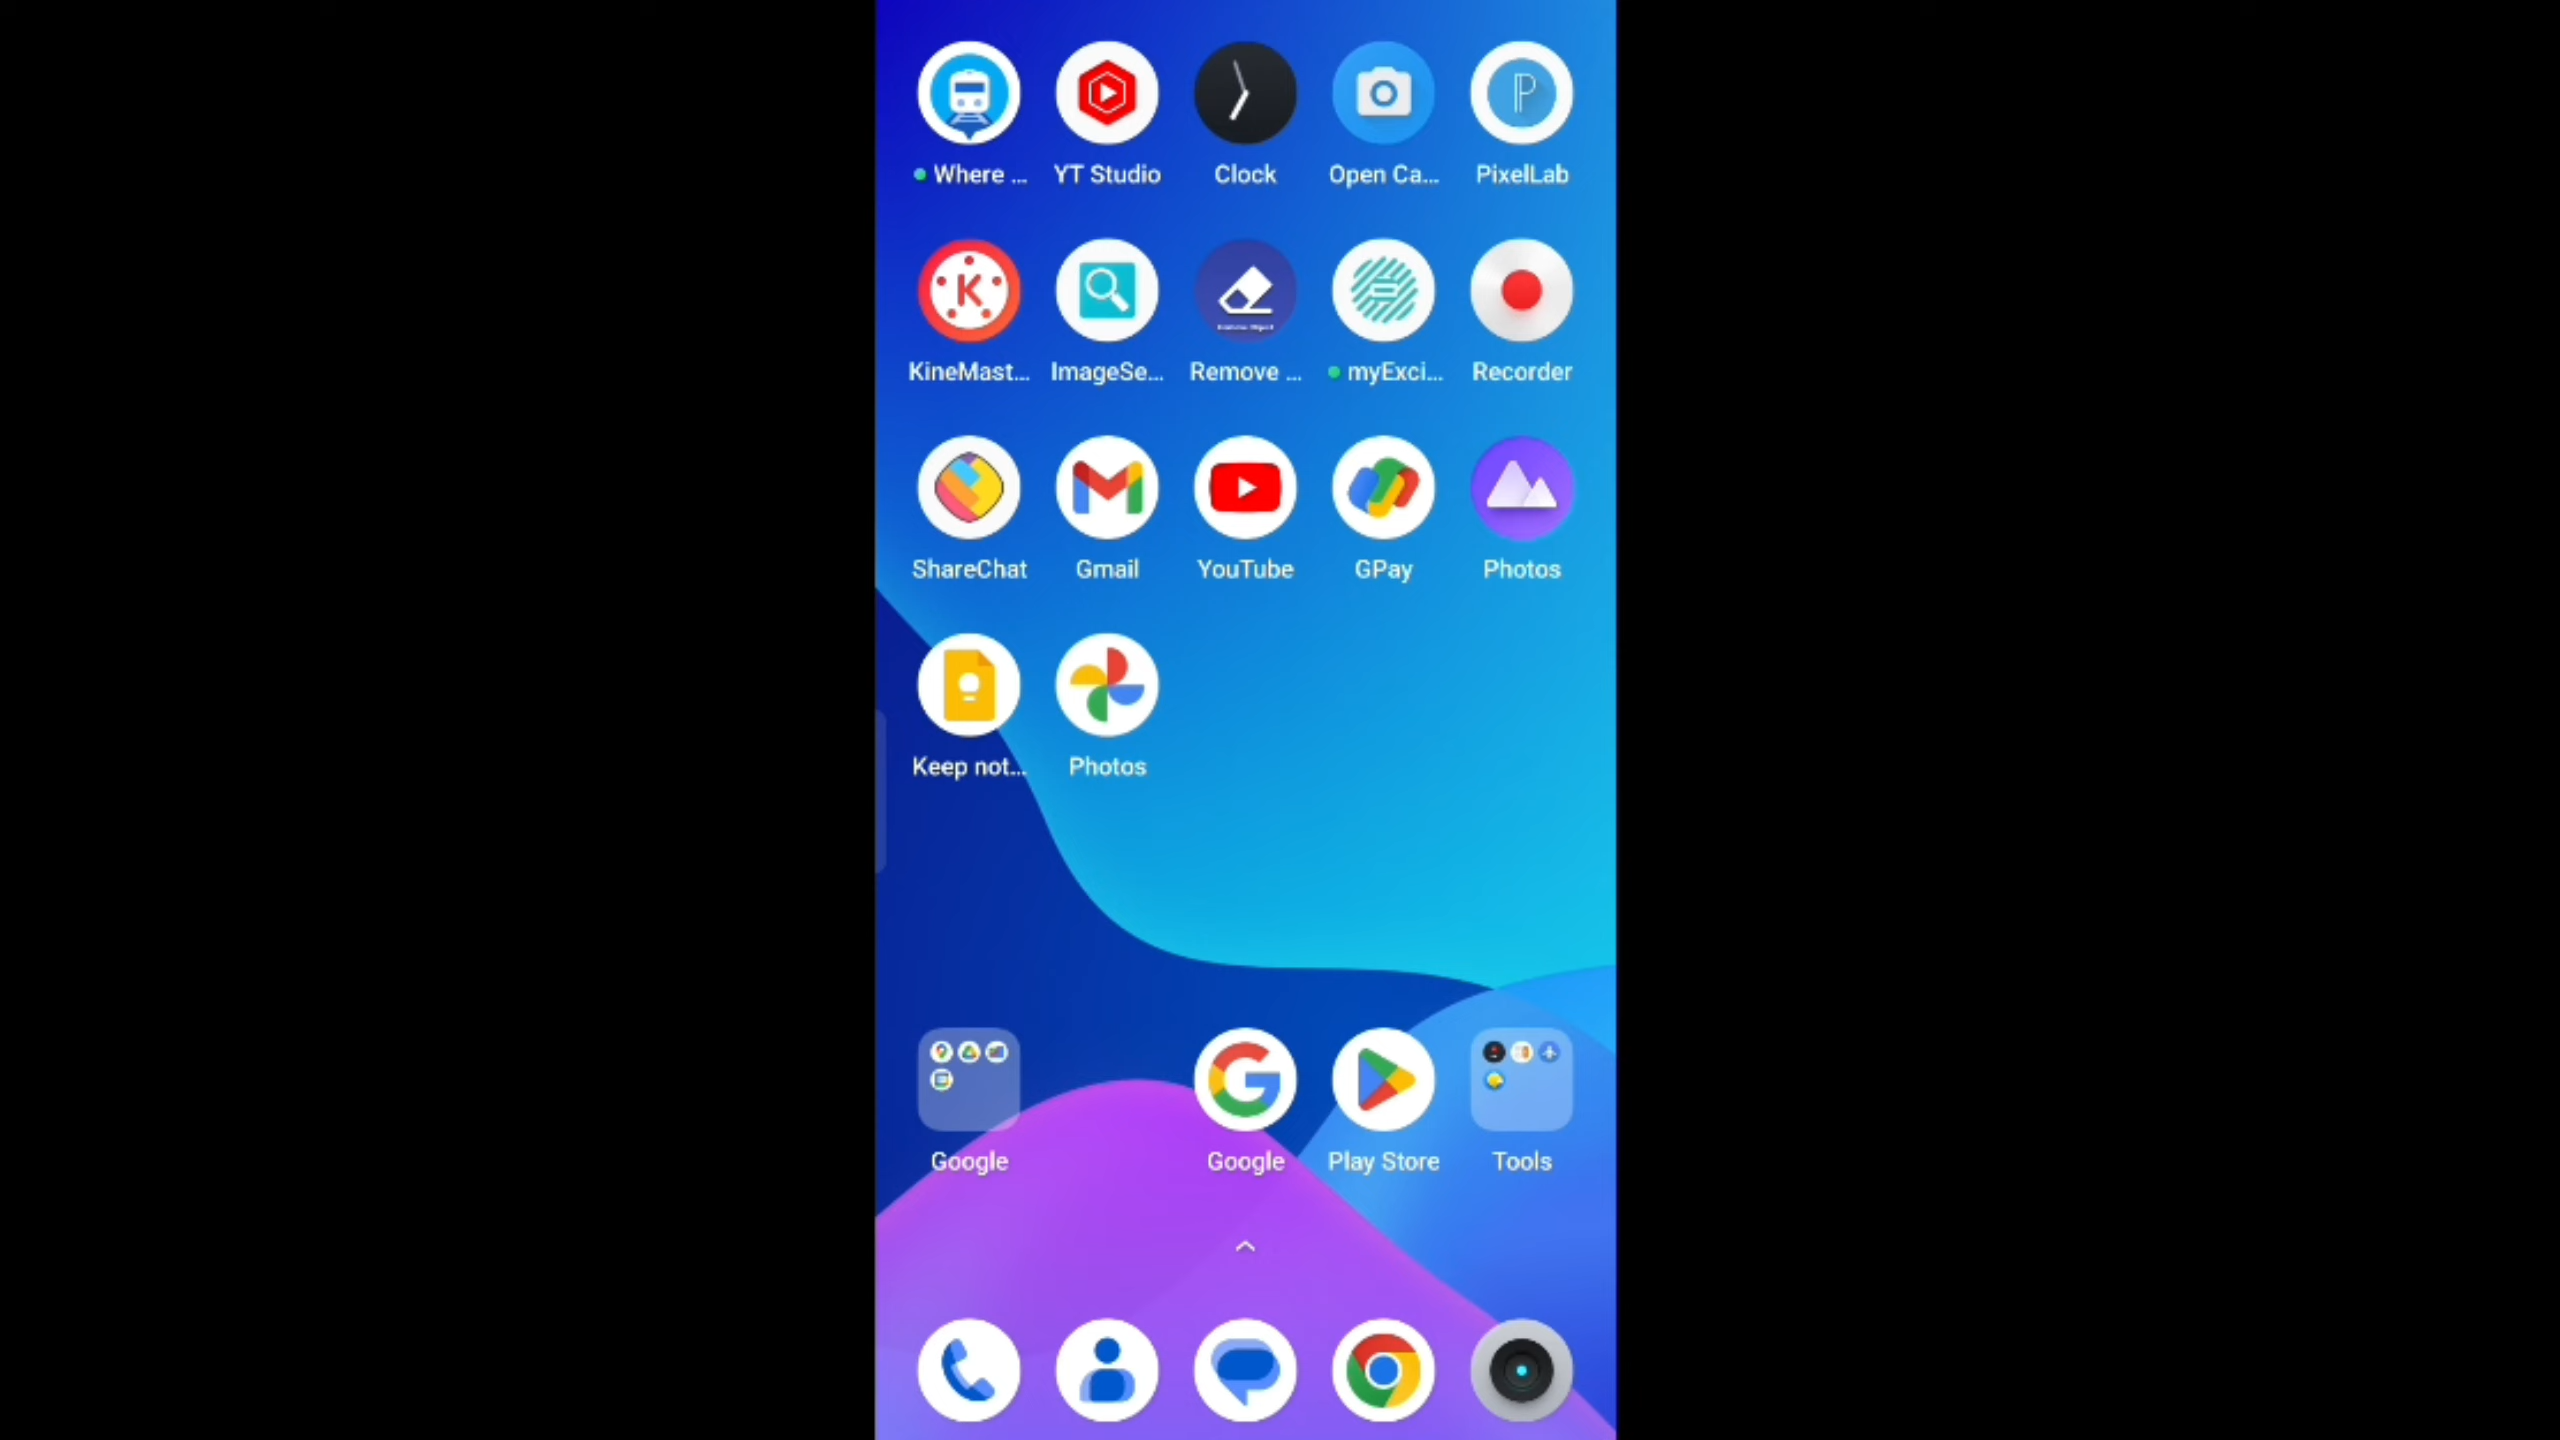 Where ...
YT Studio
Clock
Open Ca...
PixelLab
KineMast...
ImageSe...
Remove ...
myExci...
Recorder
ShareChat
Gmail
YouTube
GPay
Photos
Keep not...
Photos
Google
Google
Play Store
Tools